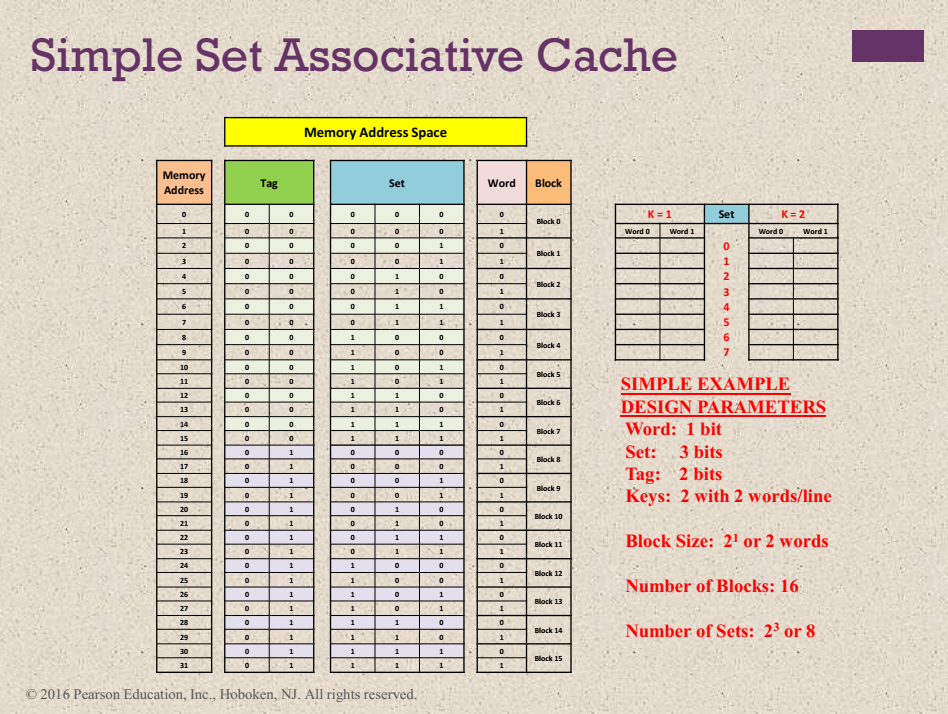 Simple Set Associative Cache
Memory Address Space
Memory Address Tag Set Word Block
0 0 0 0 0 0 0 Block 0
1 0 0 0 0 0 1
2 0 0 0 0 1 0 Block 1
3 0 0 0 0 1 1
4 0 0 0 1 0 0 Block 2
5 0 0 0 1 0 1
6 0 0 0 1 1 0 Block 3
7 0 0 0 1 1 1
8 0 0 1 0 0 0 Block 4
9 0 0 1 0 0 1
10 0 0 1 0 1 0 Block 5
11 0 0 1 0 1 1
12 0 0 1 1 0 0 Block 6
13 0 0 1 1 0 1
14 0 0 1 1 1 0 Block 7
15 0 0 1 1 1 1
16 0 1 0 0 0 0 Block 8
17 0 1 0 0 0 1
18 0 1 0 0 1 0 Block 9
19 0 1 0 0 1 1
20 0 1 0 1 0 0 Block 10
21 0 1 0 1 0 1
22 0 1 0 1 1 0 Block 11
23 0 1 0 1 1 1
24 0 1 1 0 0 0 Block 12
25 0 1 1 0 0 1
26 0 1 1 0 1 0 Block 13
27 0 1 1 0 1 1
28 0 1 1 1 0 0 Block 14
29 0 1 1 1 0 1
30 0 1 1 1 1 0 Block 15
31 0 1 1 1 1 1
K = 1 Set K = 2
Word 0 Word 1 Word 0 Word 1
0
1
2
3
4
5
6
7
SIMPLE EXAMPLE
DESIGN PARAMETERS
Word: 1 bit
Set: 3 bits
Tag: 2 bits
Keys: 2 with 2 words/line
Block Size: 2¹ or 2 words
Number of Blocks: 16
Number of Sets: 2³ or 8
© 2016 Pearson Education, Inc., Hoboken, NJ. All rights reserved.